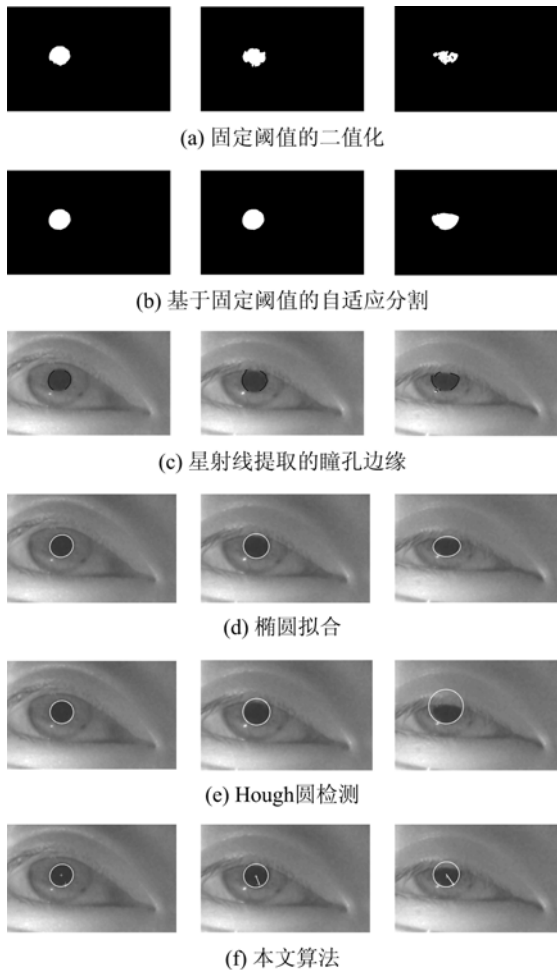 (a) 固定阈值的二值化
(b) 基于固定阈值的自适应分割
(c) 星射线提取的瞳孔边缘
(d) 椭圆拟合
(e) Hough圆检测
(f) 本文算法